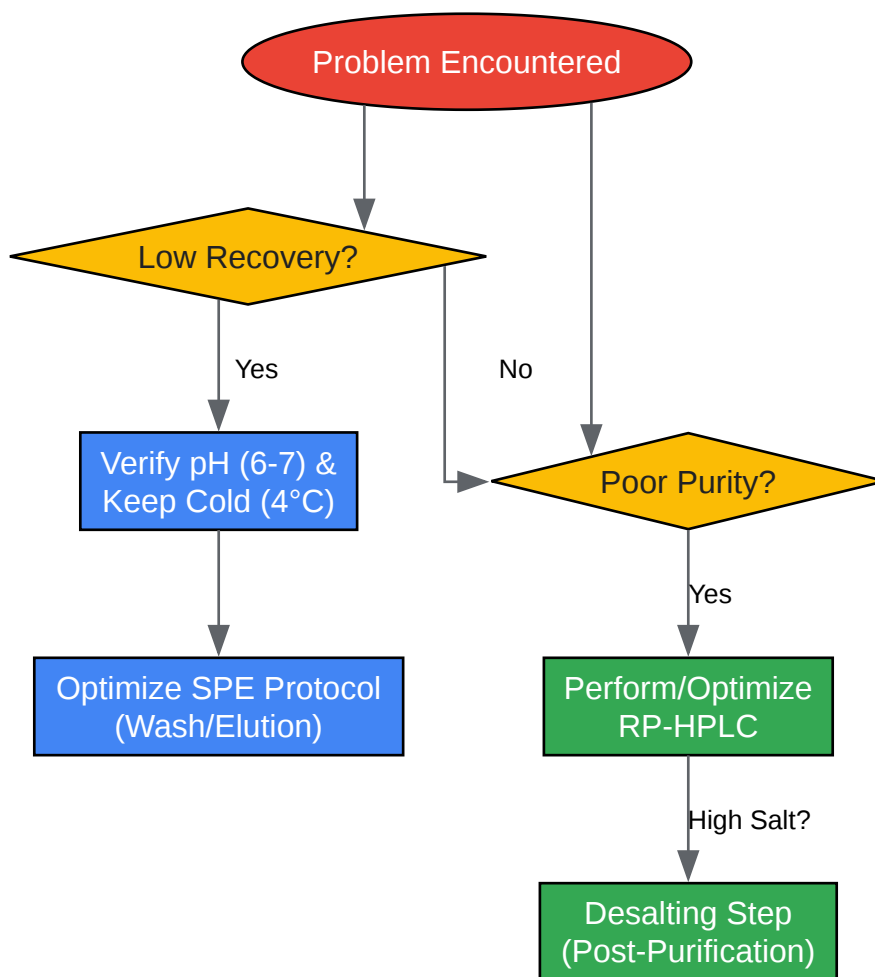 Problem Encountered
Low Recovery?
Yes
No
Verify pH (6-7) &
Keep Cold (4°C)
Poor Purity?
Yes
Optimize SPE Protocol
(Wash/Elution)
Perform/Optimize
RP-HPLC
High Salt?
Desalting Step
(Post-Purification)